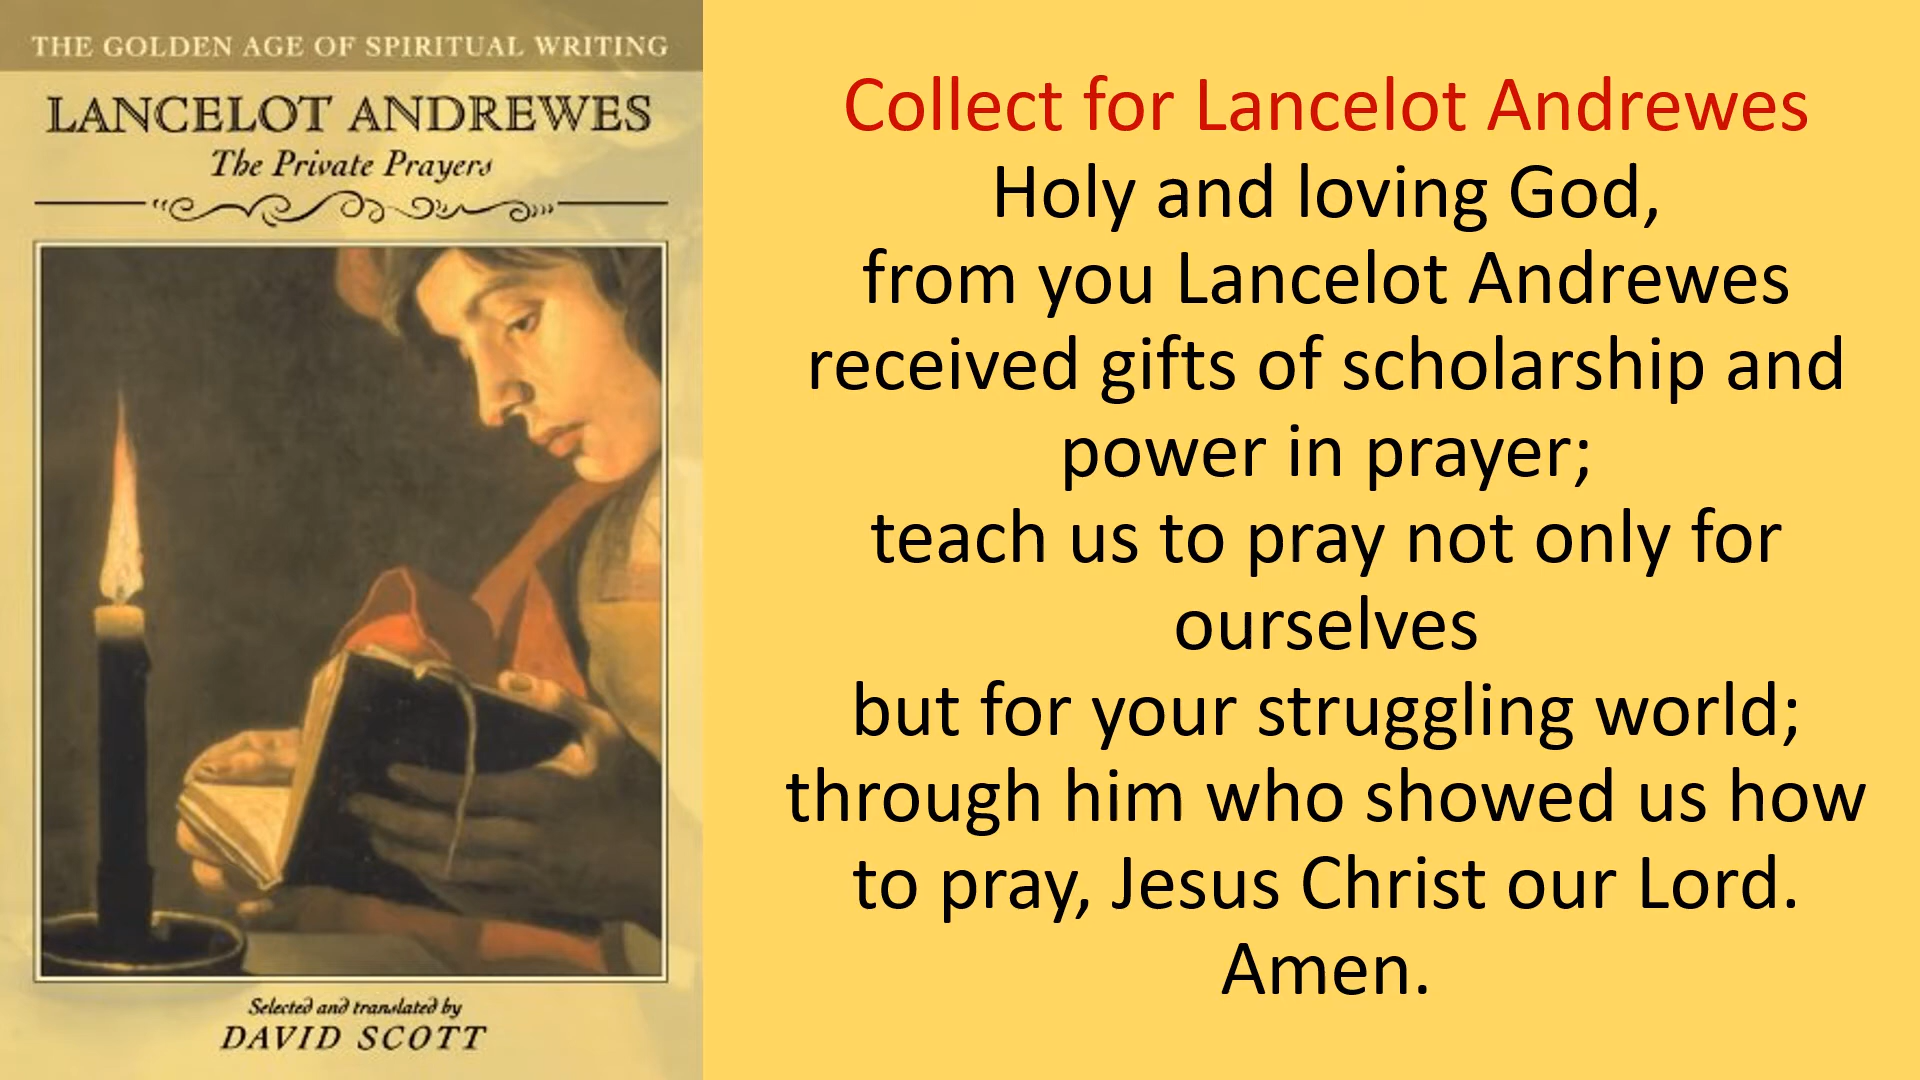 THE GOLDEN AGE OF SPIRITUAL WRITING
LANCELOT ANDREWES
The Private Prayers
Selected and translated by
DAVID SCOTT
Collect for Lancelot Andrewes
Holy and loving God,
from you Lancelot Andrewes
received gifts of scholarship and
power in prayer;
teach us to pray not only for
ourselves
but for your struggling world;
through him who showed us how
to pray, Jesus Christ our Lord.
Amen.